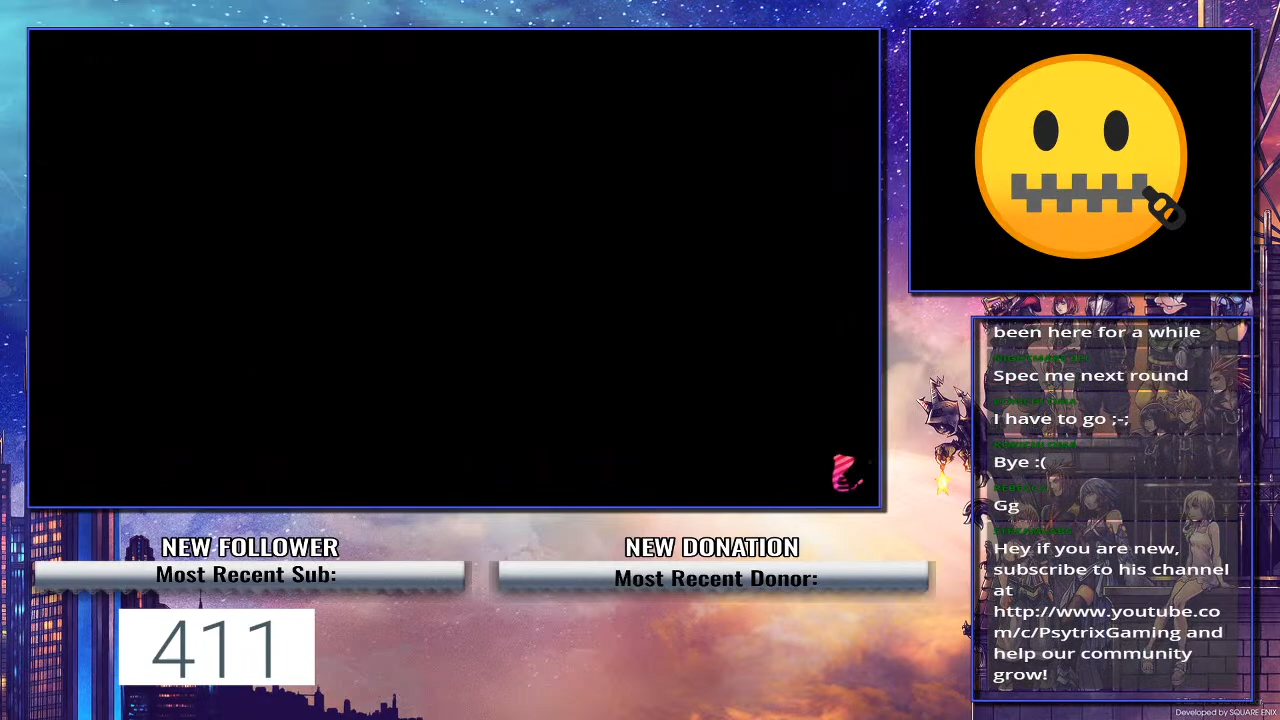 been here for a while
Spec me next round
I have to go ;-;
Bye :(
Gg
Hey if you are new,
subscribe to his channel
at
http://www.youtube.co
m/c/PsytrixGaming and
help our community
grow!
NEW FOLLOWER
Most Recent Sub:
NEW DONATION
Most Recent Donor:
411
Developed by SQUARE ENIX